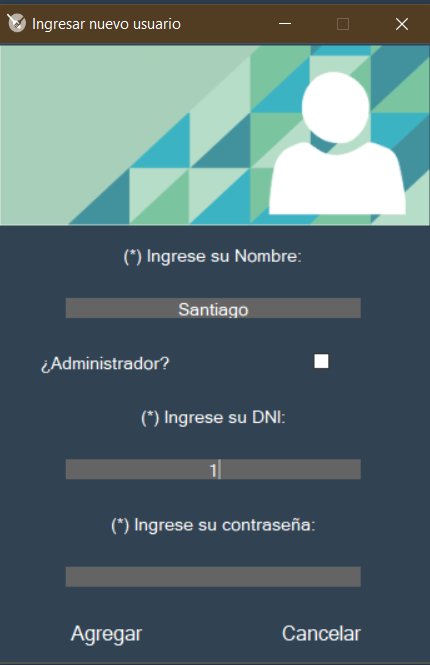 Ingresar nuevo usuario
(*) Ingrese su Nombre:
Santiago
¿Administrador?
(*) Ingrese su DNI:
1
(*) Ingrese su contraseña:
Agregar Cancelar